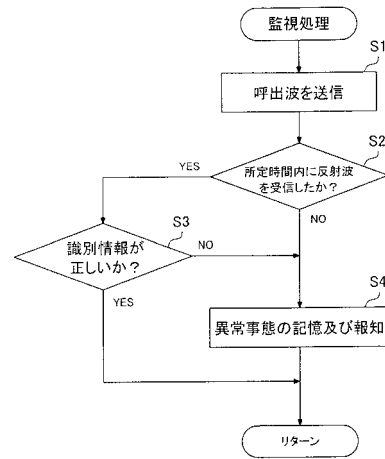 監視処理
S1
呼出波を送信
S2
所定時間内に反射波
を受信したか?
YES
NO
S3
識別情報が
正しいか?
NO
YES
S4
異常事態の記憶及び報知
リターン